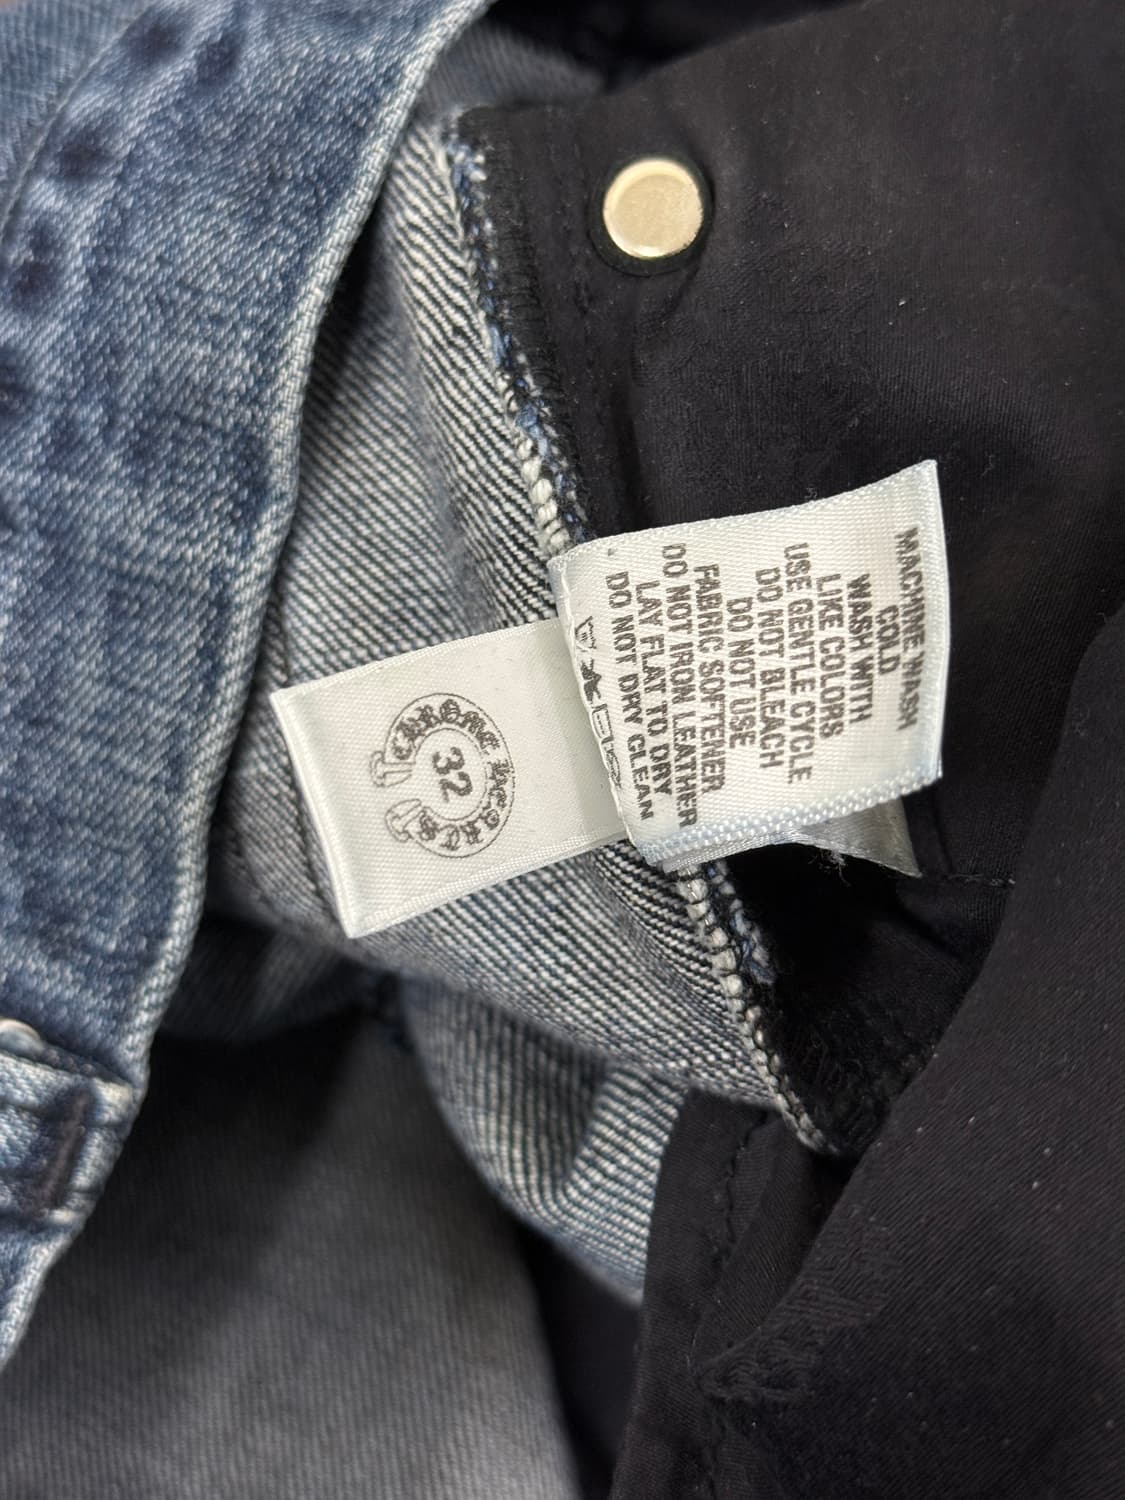 CHROME HEARTS
32
MACHINE WASH
COLD
WASH WITH
LIKE COLORS
USE GENTLE CYCLE
DO NOT BLEACH
DO NOT USE
FABRIC SOFTENER
DO NOT IRON LEATHER
LAY FLAT TO DRY
DO NOT DRY CLEAN